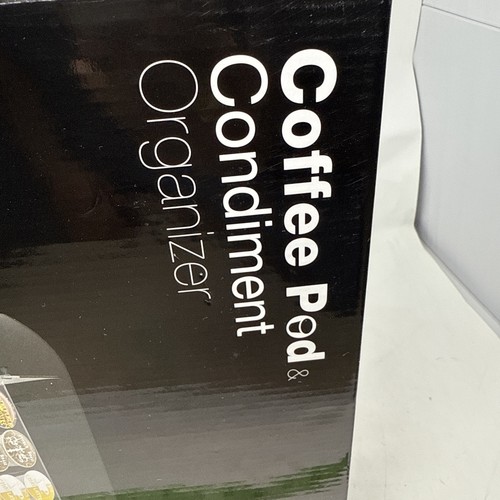 Coffee Pod &
Condiment
Organizer